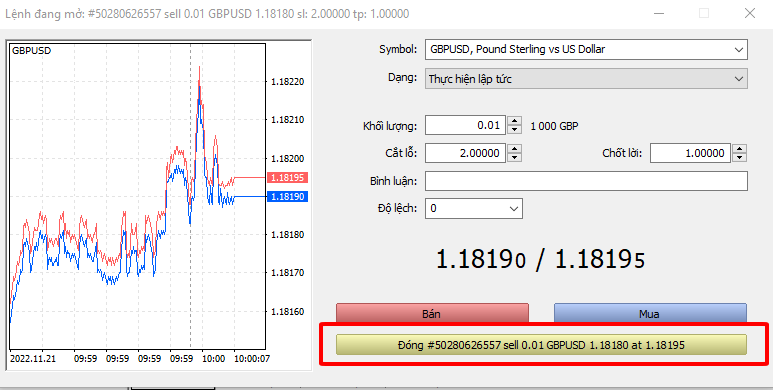 Lệnh đang mở: #50280626557 sell 0.01 GBPUSD 1.18180 sl: 2.00000 tp: 1.00000
GBPUSD
1.18220
1.18210
1.18200
1.18195
1.18190
1.18180
1.18170
1.18160
2022.11.21 09:59 09:59 09:59 09:59 10:00 10:00:07
Symbol: GBPUSD, Pound Sterling vs US Dollar
Dạng: Thực hiện lập tức
Khối lượng: 0.01 1 000 GBP
Cắt lỗ: 2.00000 Chốt lời: 1.00000
Bình luận:
Độ lệch: 0
1.18190 / 1.18195
Bán Mua
Đóng #50280626557 sell 0.01 GBPUSD 1.18180 at 1.18195